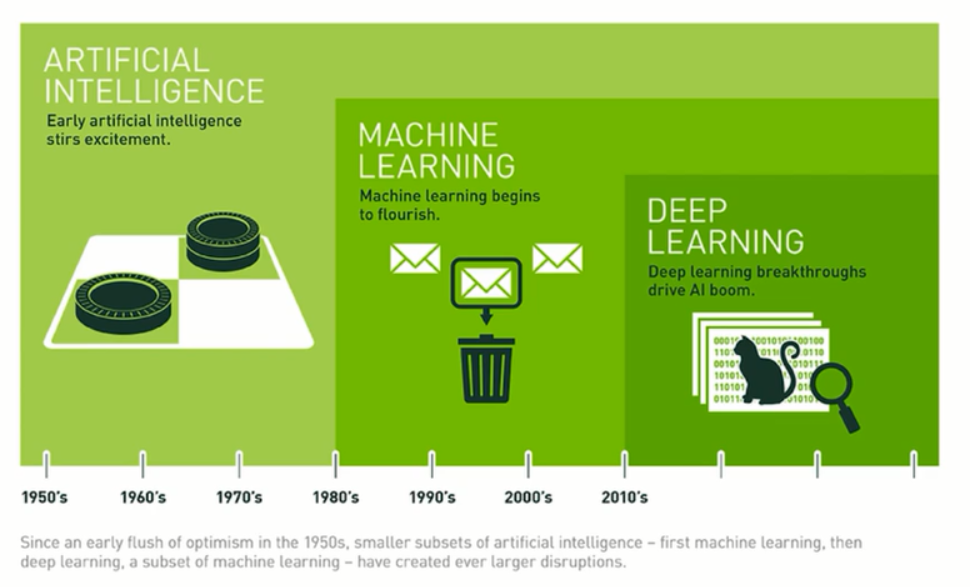 ARTIFICIAL
INTELLIGENCE
Early artificial intelligence
stirs excitement.
MACHINE
LEARNING
Machine learning begins
to flourish.
DEEP
LEARNING
Deep learning breakthroughs
drive AI boom.
1950's 1960's 1970's 1980's 1990's 2000's 2010's
Since an early flush of optimism in the 1950s, smaller subsets of artificial intelligence – first machine learning, then
deep learning, a subset of machine learning – have created ever larger disruptions.